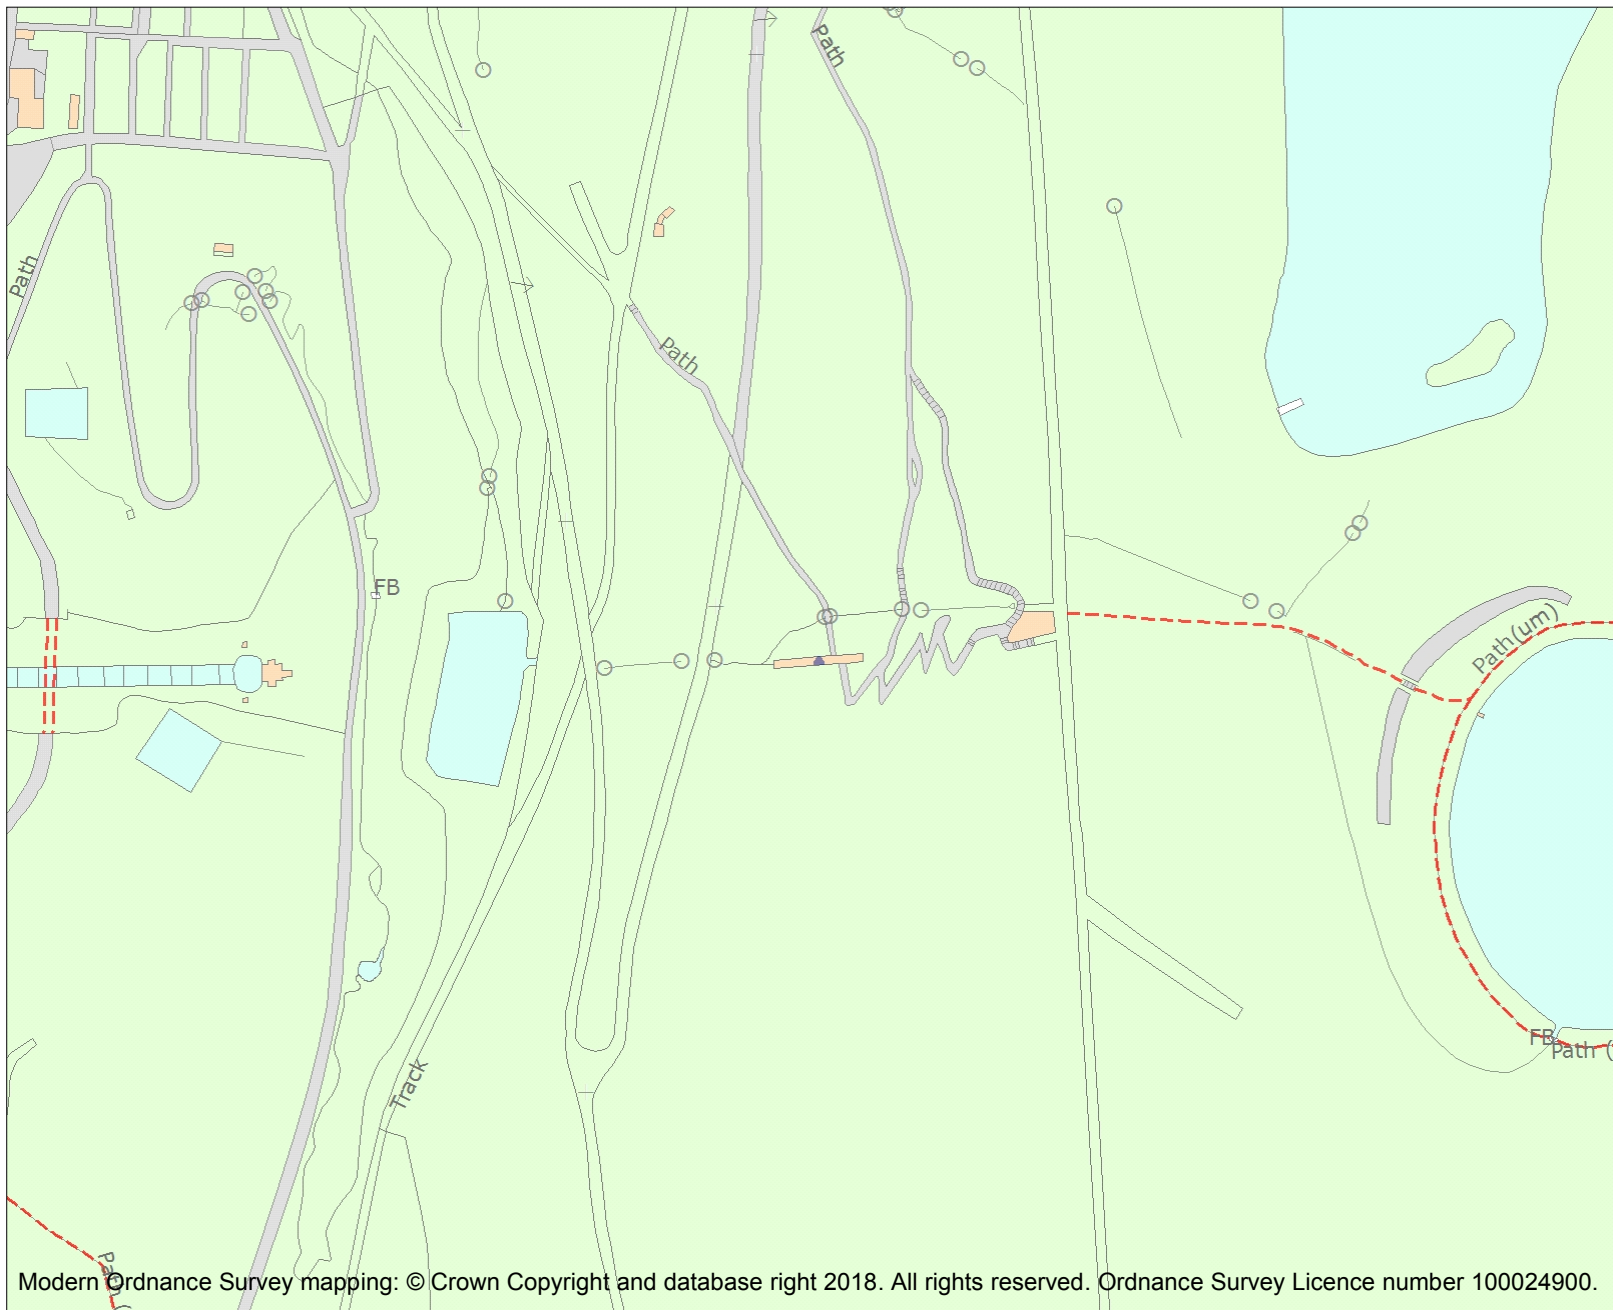 Path
Path
Path
FB
Path(um)
FB
Path (
Track
Path (
Modern Ordnance Survey mapping: © Crown Copyright and database right 2018. All rights reserved. Ordnance Survey Licence number 100024900.